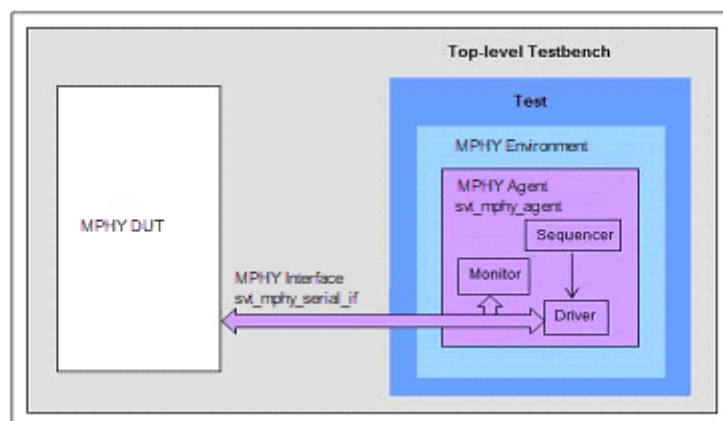 Top-level Testbench
Test
MPHY Environment
MPHY Agent
svt_mphy_agent
Sequencer
MPHY DUT
Monitor
MPHY Interface
svt_mphy_serial_if
Driver